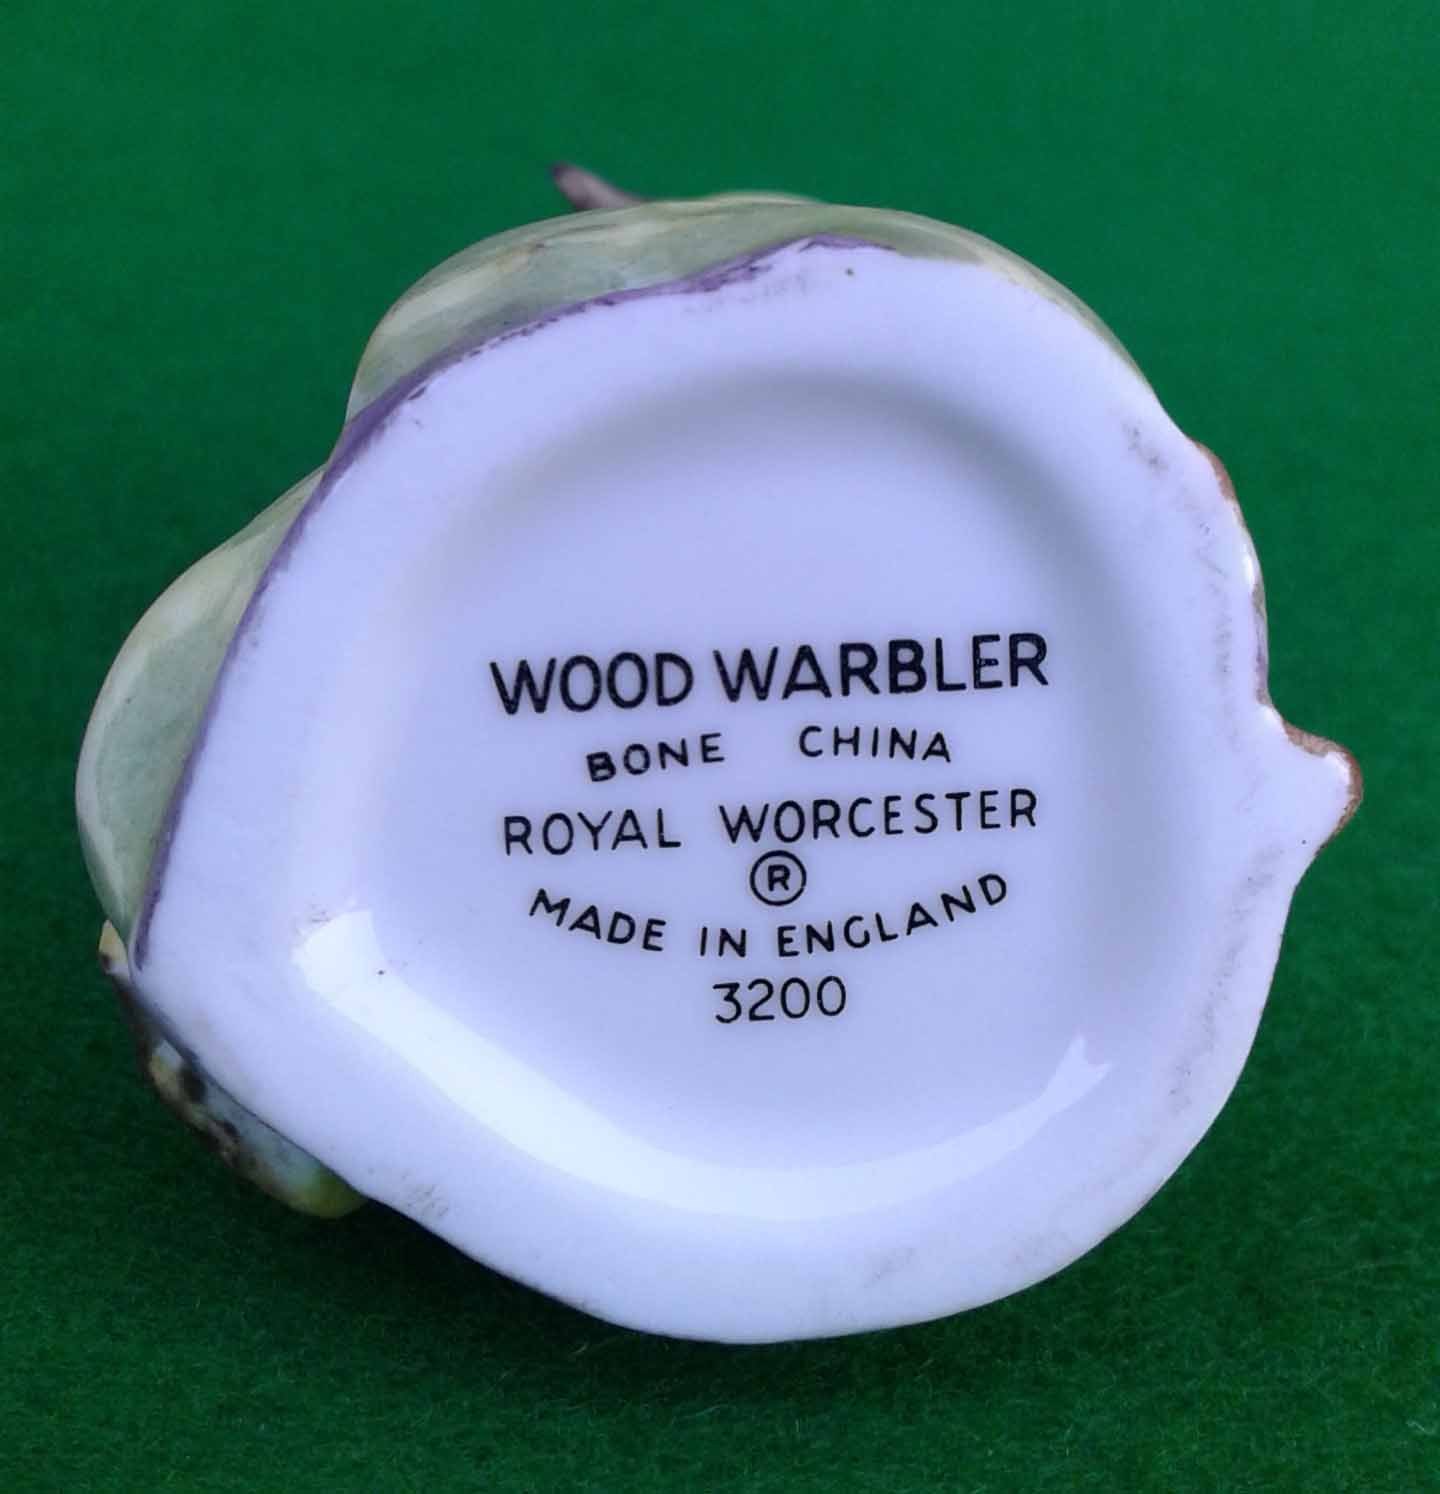 WOOD WARBLER
BONE CHINA
ROYAL WORCESTER
®
MADE IN ENGLAND
3200